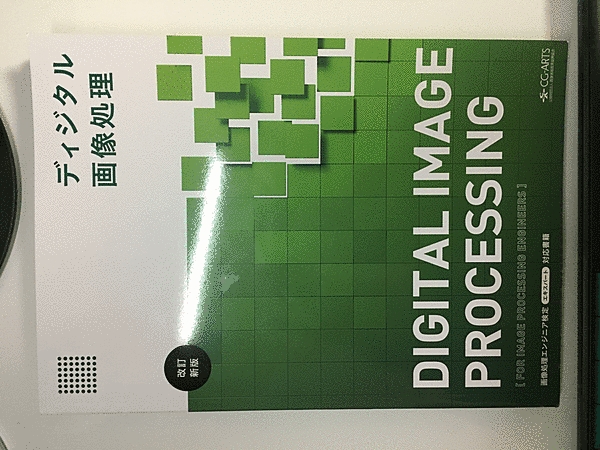 ディジタル
画像処理
改訂
新版
DIGITAL IMAGE
PROCESSING
[ FOR IMAGE PROCESSING ENGINEERS ]
画像処理エンジニア検定 エキスパート 対応書籍
CG-ARTS